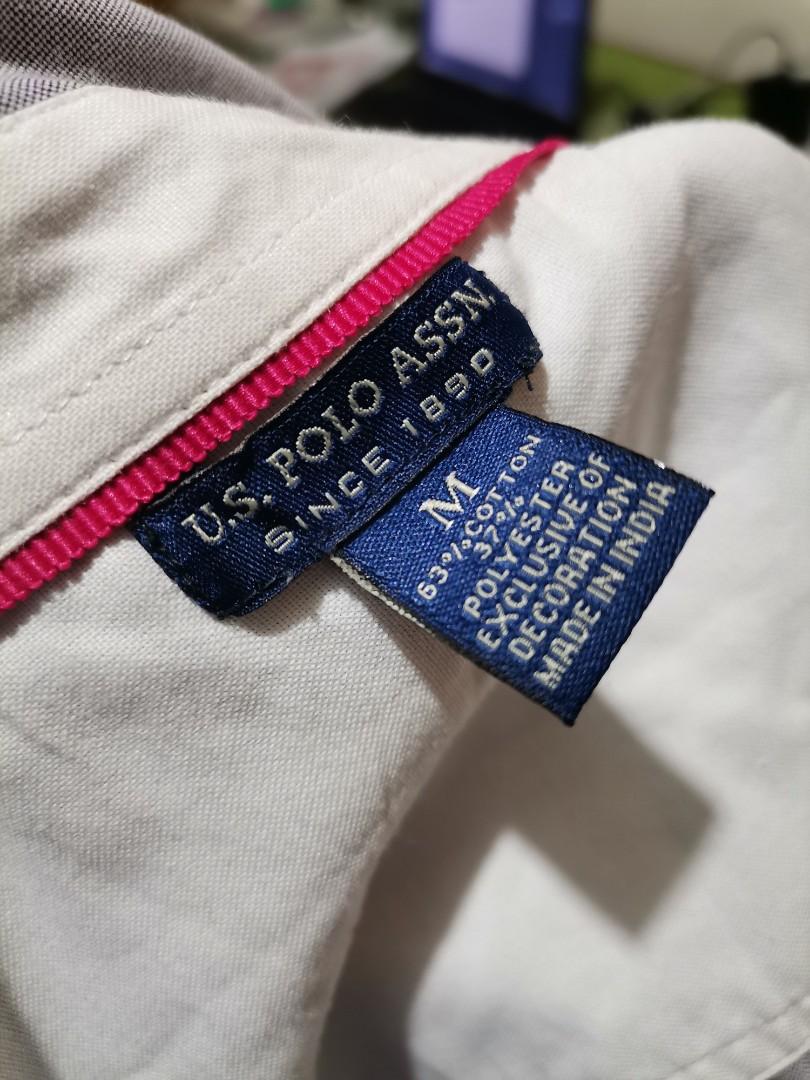 U.S. POLO ASSN.
SINCE 1890
M
63% COTTON
37%
POLYESTER
EXCLUSIVE OF
DECORATION
MADE IN INDIA